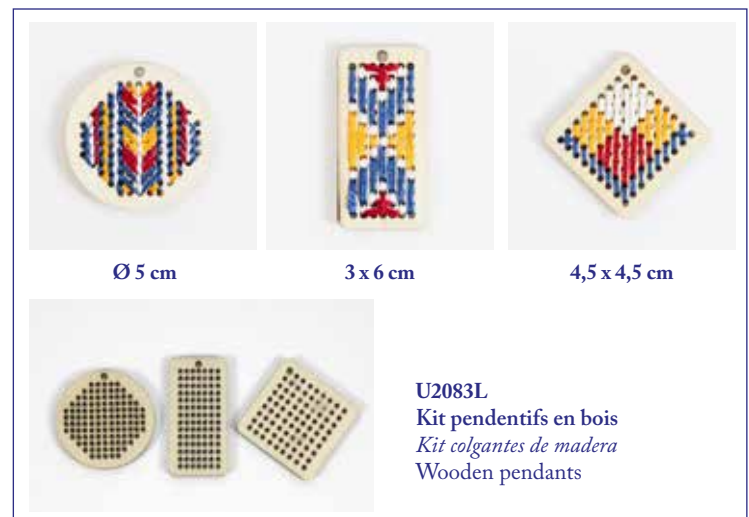 Ø 5 cm
3 x 6 cm
4,5 x 4,5 cm
U2083L
Kit pendentifs en bois
Kit colgantes de madera
Wooden pendants